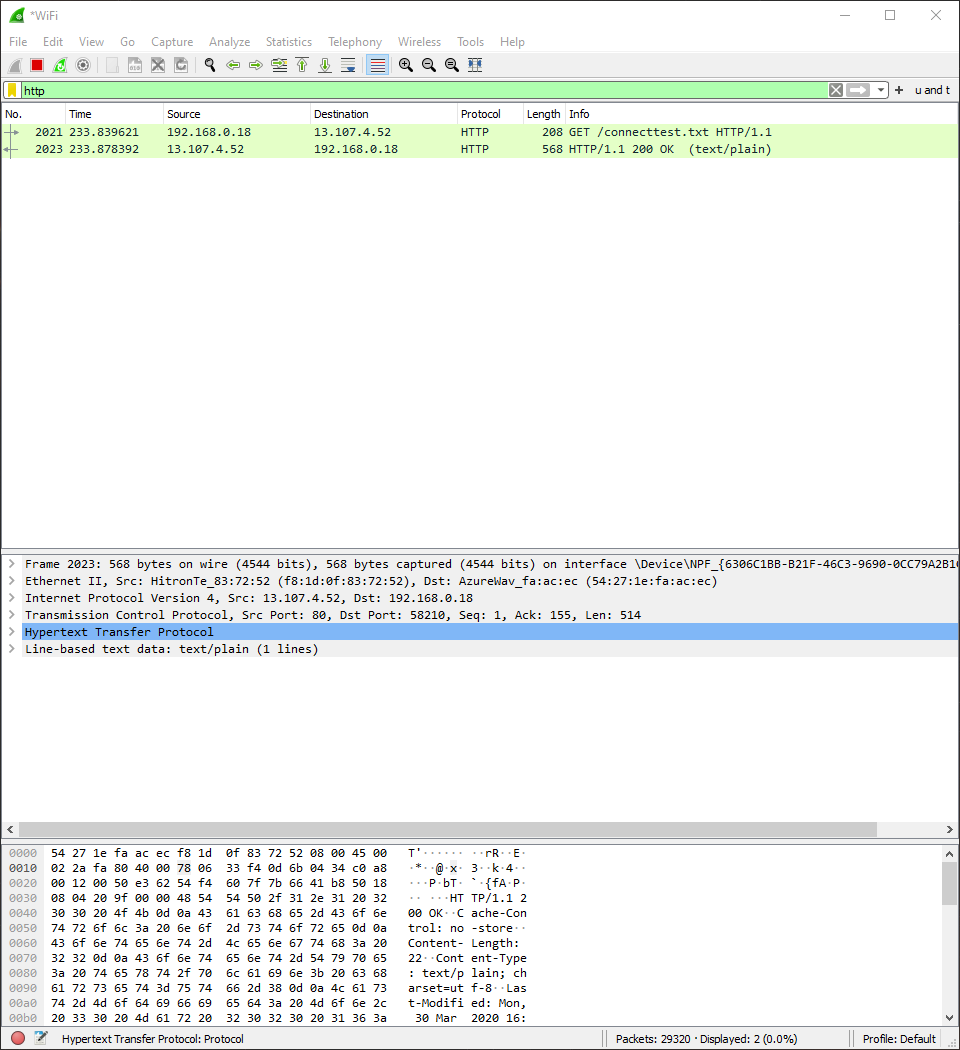 *WiFi
File Edit View Go Capture Analyze Statistics Telephony Wireless Tools Help
http + u and t
No. Time Source Destination Protocol Length Info
2021 233.839621 192.168.0.18 13.107.4.52 HTTP 208 GET /connecttest.txt HTTP/1.1
2023 233.878392 13.107.4.52 192.168.0.18 HTTP 568 HTTP/1.1 200 OK (text/plain)
Frame 2023: 568 bytes on wire (4544 bits), 568 bytes captured (4544 bits) on interface \Device\NPF_{6306C1BB-B21F-46C3-9690-0CC79A2B1
Ethernet II, Src: HitronTe_83:72:52 (f8:1d:0f:83:72:52), Dst: AzureWav_fa:ac:ec (54:27:1e:fa:ac:ec)
Internet Protocol Version 4, Src: 13.107.4.52, Dst: 192.168.0.18
Transmission Control Protocol, Src Port: 80, Dst Port: 58210, Seq: 1, Ack: 155, Len: 514
Hypertext Transfer Protocol
Line-based text data: text/plain (1 lines)
0000 54 27 1e fa ac ec f8 1d 0f 83 72 52 08 00 45 00 T'······ ··rR··E·
0010 02 2a fa 80 40 00 78 06 33 f4 0d 6b 04 34 c0 a8 ·*··@·x· 3··k·4··
0020 00 12 00 50 e3 62 54 f4 60 7f 7b 66 41 b8 50 18 ···P·bT· `·{fA·P·
0030 08 04 20 9f 00 00 48 54 54 50 2f 31 2e 31 20 32 ·· ···HT TP/1.1 2
0040 30 30 20 4f 4b 0d 0a 43 61 63 68 65 2d 43 6f 6e 00 OK··C ache-Con
0050 74 72 6f 6c 3a 20 6e 6f 2d 73 74 6f 72 65 0d 0a trol: no -store··
0060 43 6f 6e 74 65 6e 74 2d 4c 65 6e 67 74 68 3a 20 Content- Length:
0070 32 32 0d 0a 43 6f 6e 74 65 6e 74 2d 54 79 70 65 22··Cont ent-Type
0080 3a 20 74 65 78 74 2f 70 6c 61 69 6e 3b 20 63 68 : text/p lain; ch
0090 61 72 73 65 74 3d 75 74 66 2d 38 0d 0a 4c 61 73 arset=ut f-8··Las
00a0 74 2d 4d 6f 64 69 66 69 65 64 3a 20 4d 6f 6e 2c t-Modifi ed: Mon,
00b0 20 33 30 20 4d 61 72 20 32 30 32 30 20 31 36 3a 30 Mar 2020 16:
Hypertext Transfer Protocol: Protocol Packets: 29320 · Displayed: 2 (0.0%) Profile: Default